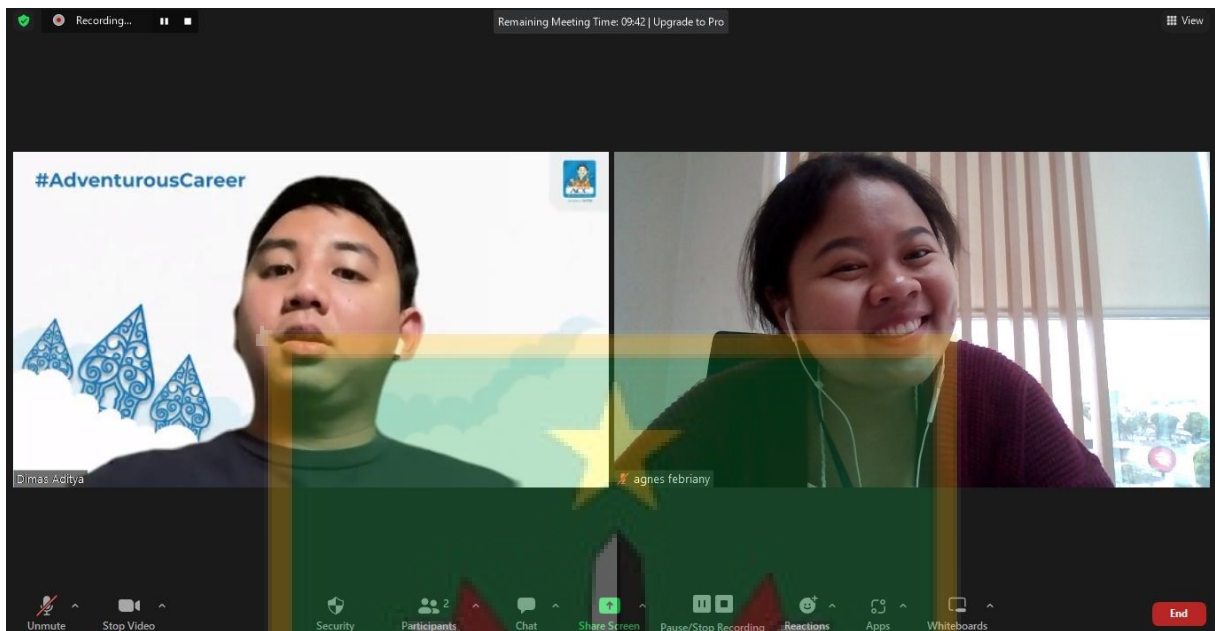 Recording...
Remaining Meeting Time: 09:42 | Upgrade to Pro
View
#AdventurousCareer
Dimas Aditya
agnes febriany
Unmute
Stop Video
Security
Participants
2
Chat
Share Screen
Pause/Stop Recording
Reactions
Apps
Whiteboards
End